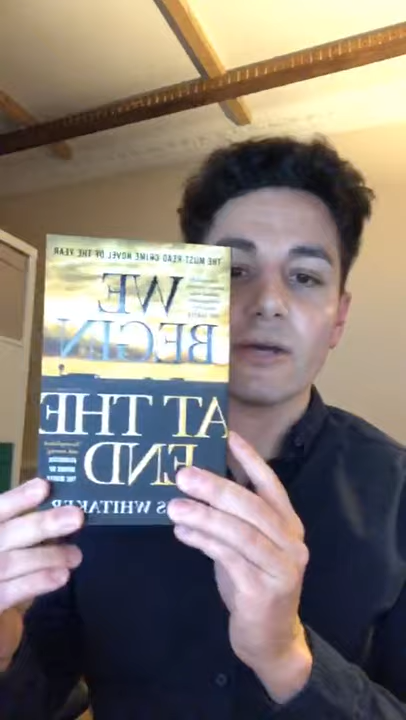 THE MUST-READ CRIME NOVEL OF THE YEAR
WE
BEGIN
AT THE
END
S WHITAKER